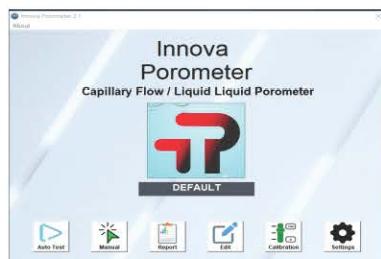 Innova Porometer 2.1
About
Innova
Porometer
Capillary Flow / Liquid Liquid Porometer
DEFAULT
Auto Test
Manual
Report
Edit
Calibration
Settings